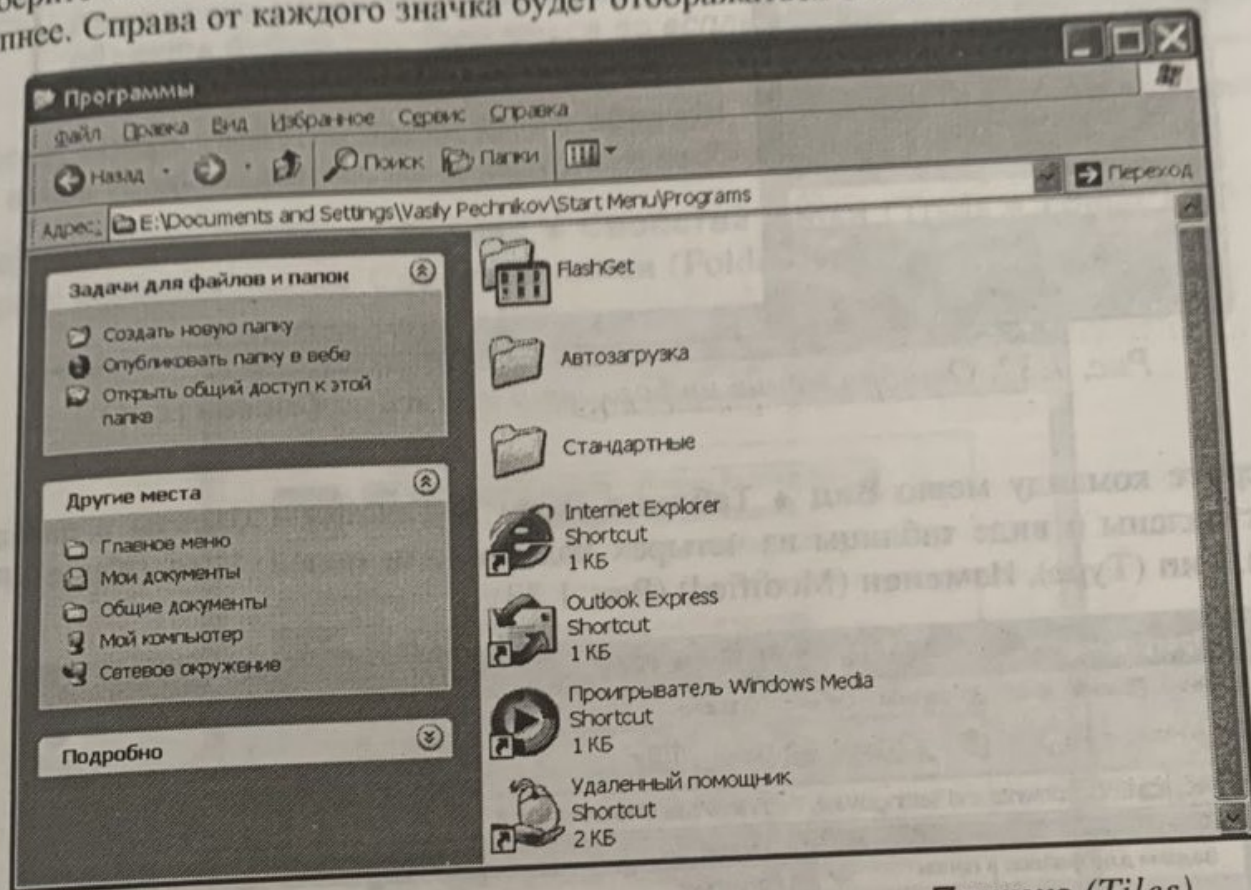 пнее. Справа от каждого значка будет
Программы
Файл Правка Вид Избранное Сервис Справка
Назад Поиск Папки
Переход
Адрес: E:\Documents and Settings\Vasily Pechnikov\Start Menu\Programs
Задачи для файлов и папок
Создать новую папку
Опубликовать папку в вебе
Открыть общий доступ к этой
папке
Другие места
Главное меню
Мои документы
Общие документы
Мой компьютер
Сетевое окружение
Подробно
FlashGet
Автозагрузка
Стандартные
Internet Explorer
Shortcut
1 КБ
Outlook Express
Shortcut
1 КБ
Проигрыватель Windows Media
Shortcut
1 КБ
Удаленный помощник
Shortcut
2 КБ
(Tiles)